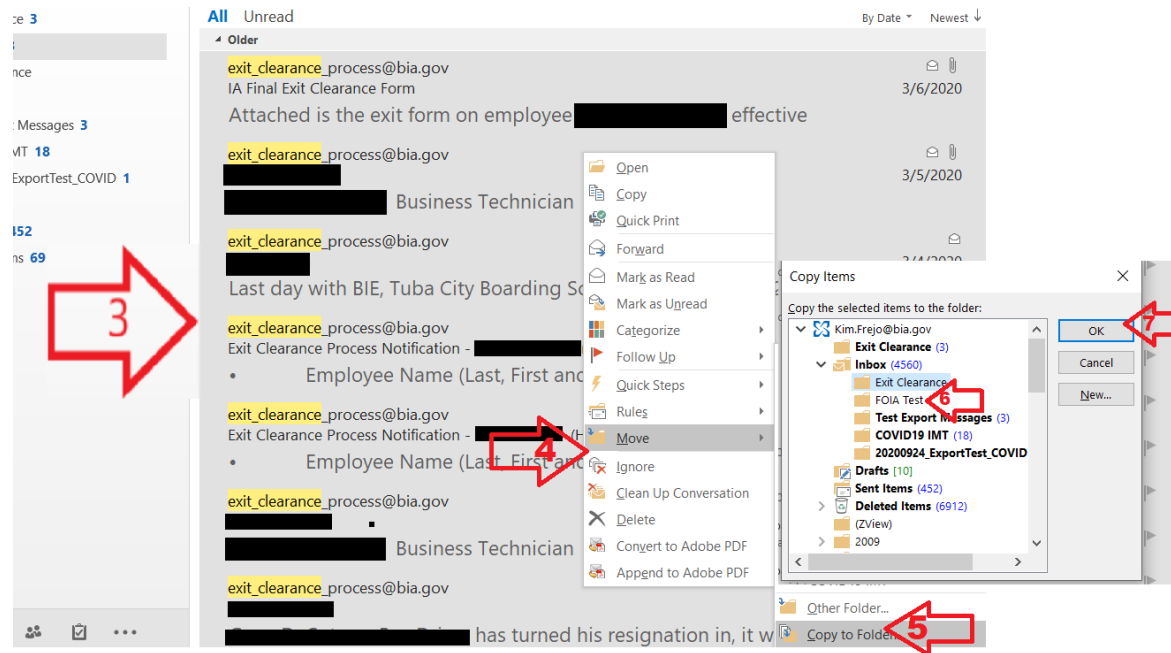 ce 3
All Unread
By Date Newest
Older
nce
Messages 3
MT 18
ExportTest_COVID 1
452
ns 69
3
exit_clearance_process@bia.gov
IA Final Exit Clearance Form
3/6/2020
Attached is the exit form on employee effective
exit_clearance_process@bia.gov
3/5/2020
Business Technician
exit_clearance_process@bia.gov
3/4/2020
Last day with BIE, Tuba City Boarding Sc
exit_clearance_process@bia.gov
Exit Clearance Process Notification -
• Employee Name (Last, First and
exit_clearance_process@bia.gov
Exit Clearance Process Notification - (H
• Employee Name (Last, First and
exit_clearance_process@bia.gov
Business Technician
exit_clearance_process@bia.gov
has turned his resignation in, it w
Open
Copy
Quick Print
Forward
Mark as Read
Mark as Unread
Categorize
Follow Up
Quick Steps
Rules
Move
4
Ignore
Clean Up Conversation
Delete
Convert to Adobe PDF
Append to Adobe PDF
Copy Items
Copy the selected items to the folder:
Kim.Frejo@bia.gov
Exit Clearance (3)
Inbox (4560)
Exit Clearance
FOIA Test
6
Test Export Messages (3)
COVID19 IMT (18)
20200924_ExportTest_COVID
Drafts [10]
Sent Items (452)
Deleted Items (6912)
(ZView)
2009
OK
7
Cancel
New...
Other Folder...
Copy to Folder
5